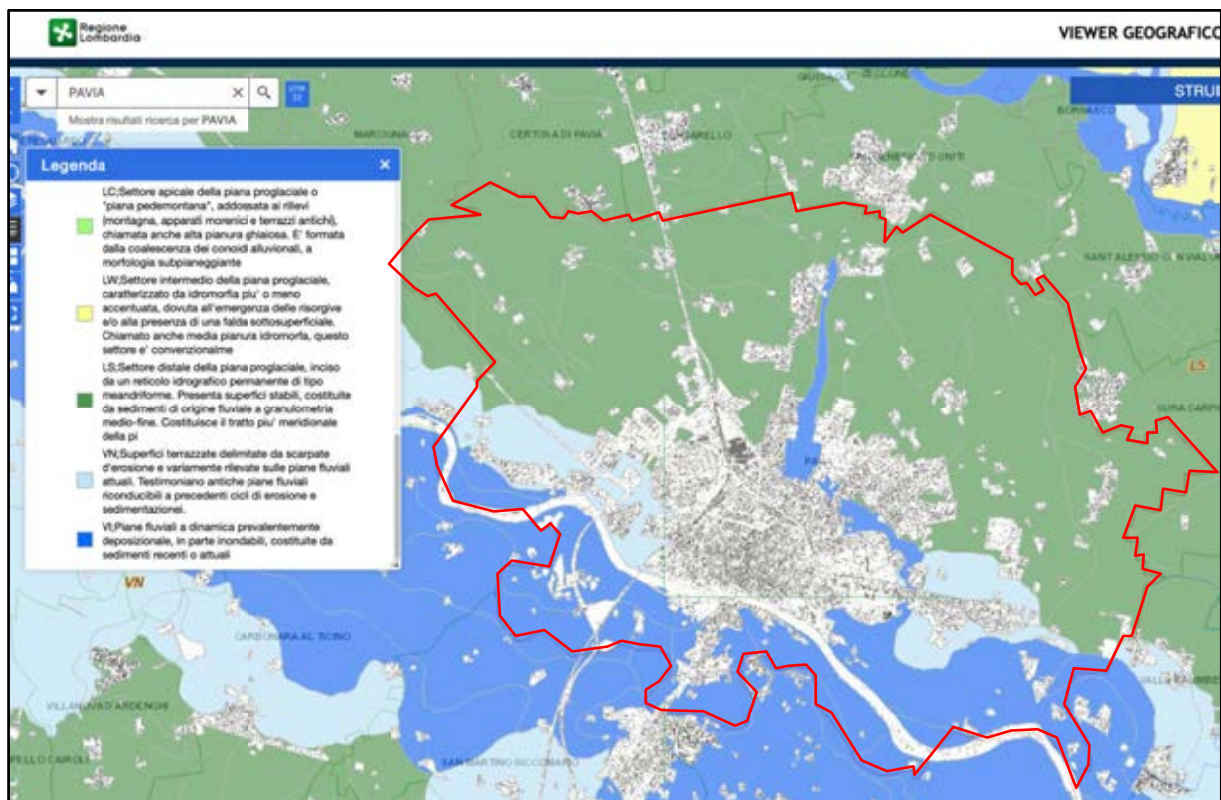 Regione
Lombardia
VIEWER GEOGRAFICO
PAVIA
Mostra risultati ricerca per PAVIA
STRU
Legenda
LC;Settore apicale della piana proglaciale o
"piana pedemontana", addossata ai rilievi
(montagna, apparati morenici e terrazzi antichi),
chiamata anche alta pianura ghiaiosa. E' formata
dalla coalescenza dei conoidi alluvionali, a
morfologia subpianeggiante
LW;Settore intermedio della piana proglaciale,
caratterizzato da idromorfia piu' o meno
accentuata, dovuta all'emergenza delle risorgive
e/o alla presenza di una falda sottosuperficiale.
Chiamato anche media pianura idromorfa, questo
settore e' convenzionalme
LS;Settore distale della piana proglaciale, inciso
da un reticolo idrografico permanente di tipo
meandriforme. Presenta superfici stabili, costituite
da sedimenti di origine fluviale a granulometria
medio-fine. Costituisce il tratto piu' meridionale
della pi
VN;Superfici terrazzate delimitate da scarpate
d'erosione e variamente rilevate sulle piane fluviali
attuali. Testimoniano antiche piane fluviali
riconducibili a precedenti cicli di erosione e
sedimentazionei.
VI;Piane fluviali a dinamica prevalentemente
deposizionale, in parte inondabili, costituite da
sedimenti recenti o attuali
GIUSSAGO
ZECCONE
BORNASCO
MARCIGNA
CERTOSA DI PAVIA
LS
VN
CARBONARA AL TICINO
VILLANOVA D'ARDENGHI
SAN MARTINO SICCOMARIO